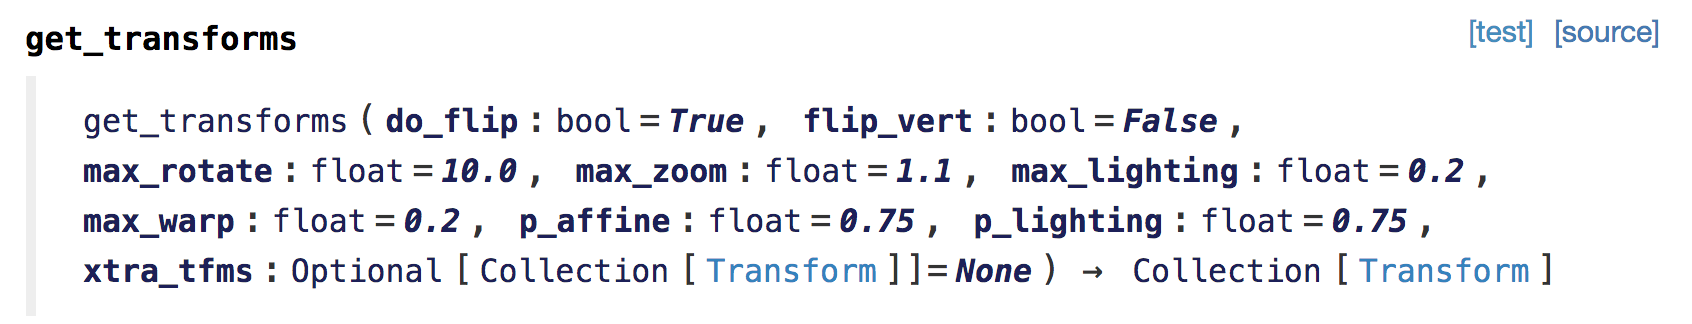 get_transforms [test] [source]
get_transforms(do_flip:bool=True, flip_vert:bool=False,
max_rotate:float=10.0, max_zoom:float=1.1, max_lighting:float=0.2,
max_warp:float=0.2, p_affine:float=0.75, p_lighting:float=0.75,
xtra_tfms:Optional[Collection[Transform]]=None) → Collection[Transform]